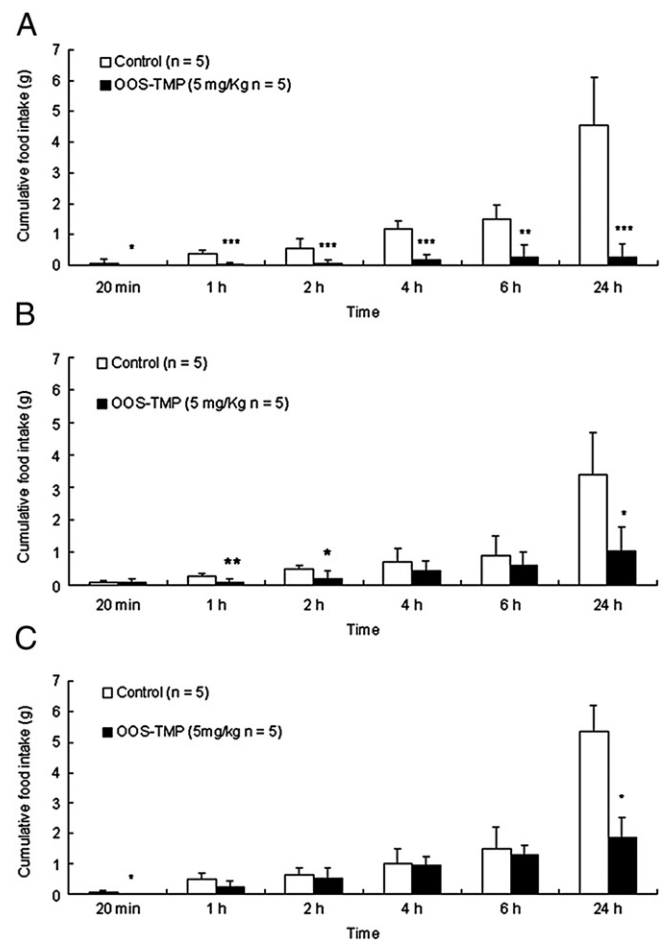 A
7
6
5
4
3
2
1
0
Cumulative food intake (g)
Control (n = 5)
OOS-TMP (5 mg/Kg n = 5)
* *** *** *** ** ***
20 min 1 h 2 h 4 h 6 h 24 h
Time
B
7
6
5
4
3
2
1
0
Cumulative food intake (g)
Control (n = 5)
OOS-TMP (5 mg/Kg n = 5)
** * *
20 min 1 h 2 h 4 h 6 h 24 h
Time
C
7
6
5
4
3
2
1
0
Cumulative food intake (g)
Control (n = 5)
OOS-TMP (5mg/kg n = 5)
* *
20 min 1 h 2 h 4 h 6 h 24 h
Time